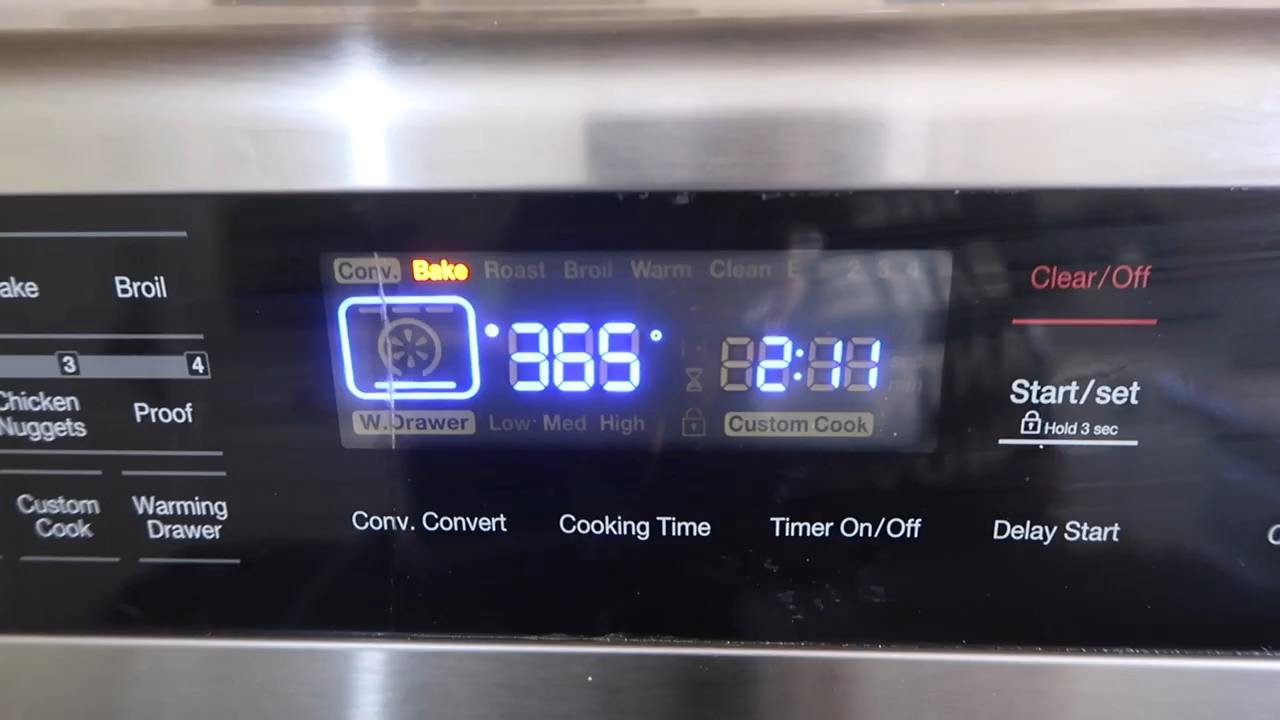 Conv. Bake Roast Broil Warm Clean
365° 2:11
W.Drawer Low Med High Custom Cook
ake Broil
3 4
Chicken Nuggets
Proof
Custom Cook
Warming Drawer
Conv. Convert Cooking Time Timer On/Off Delay Start
Clear/Off
Start/set
Hold 3 sec